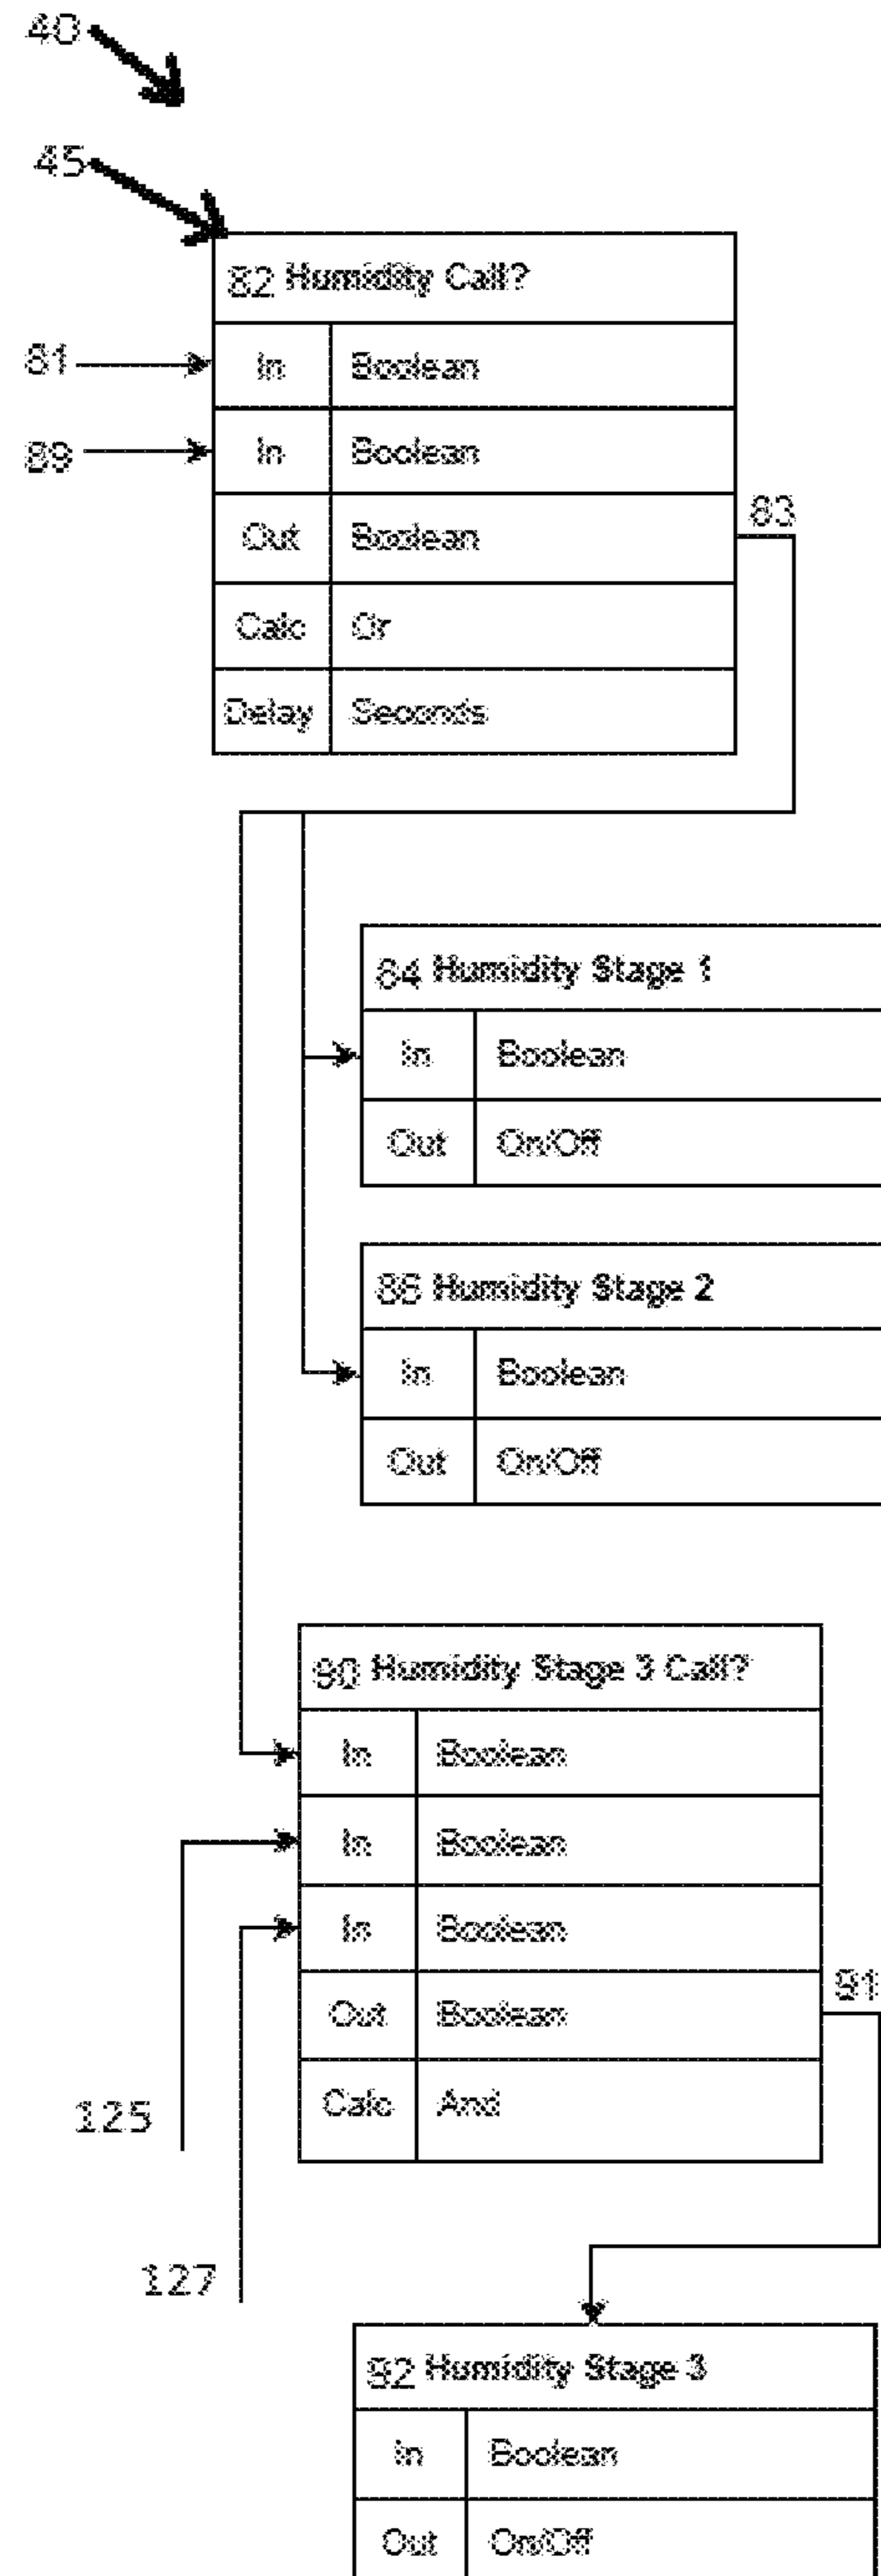 40
45
82 Humidity Call?
81
In Boolean
89
In Boolean
83
Out Boolean
Calc Or
Delay Seconds
84 Humidity Stage 1
In Boolean
Out On/Off
86 Humidity Stage 2
In Boolean
Out On/Off
90 Humidity Stage 3 Call?
In Boolean
In Boolean
In Boolean
91
Out Boolean
Calc And
125
127
92 Humidity Stage 3
In Boolean
Out On/Off